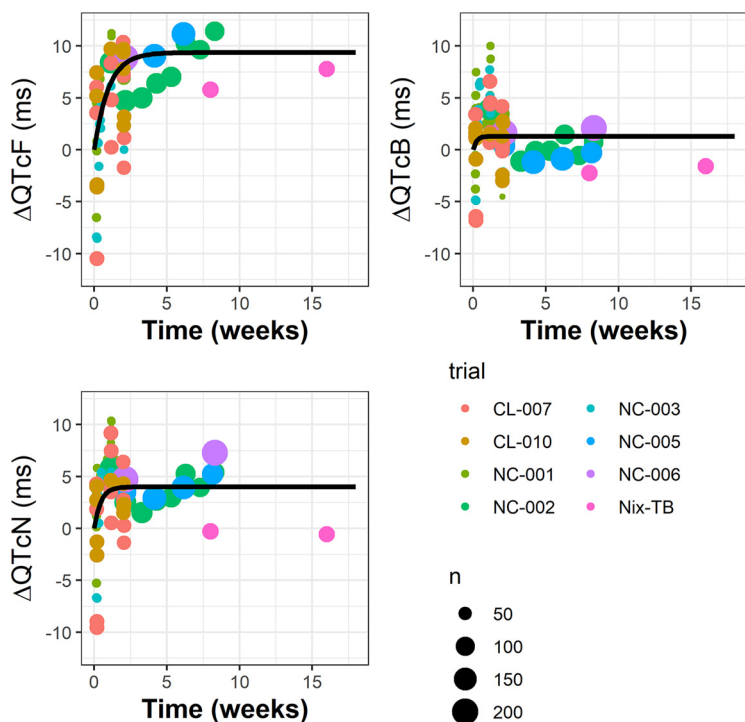 10
5
0
-5
-10
ΔQTcF (ms)
0 5 10 15
Time (weeks)
10
5
0
-5
-10
ΔQTcB (ms)
0 5 10 15
Time (weeks)
10
5
0
-5
-10
ΔQTcN (ms)
0 5 10 15
Time (weeks)
trial
CL-007 NC-003
CL-010 NC-005
NC-001 NC-006
NC-002 Nix-TB
n
50
100
150
200